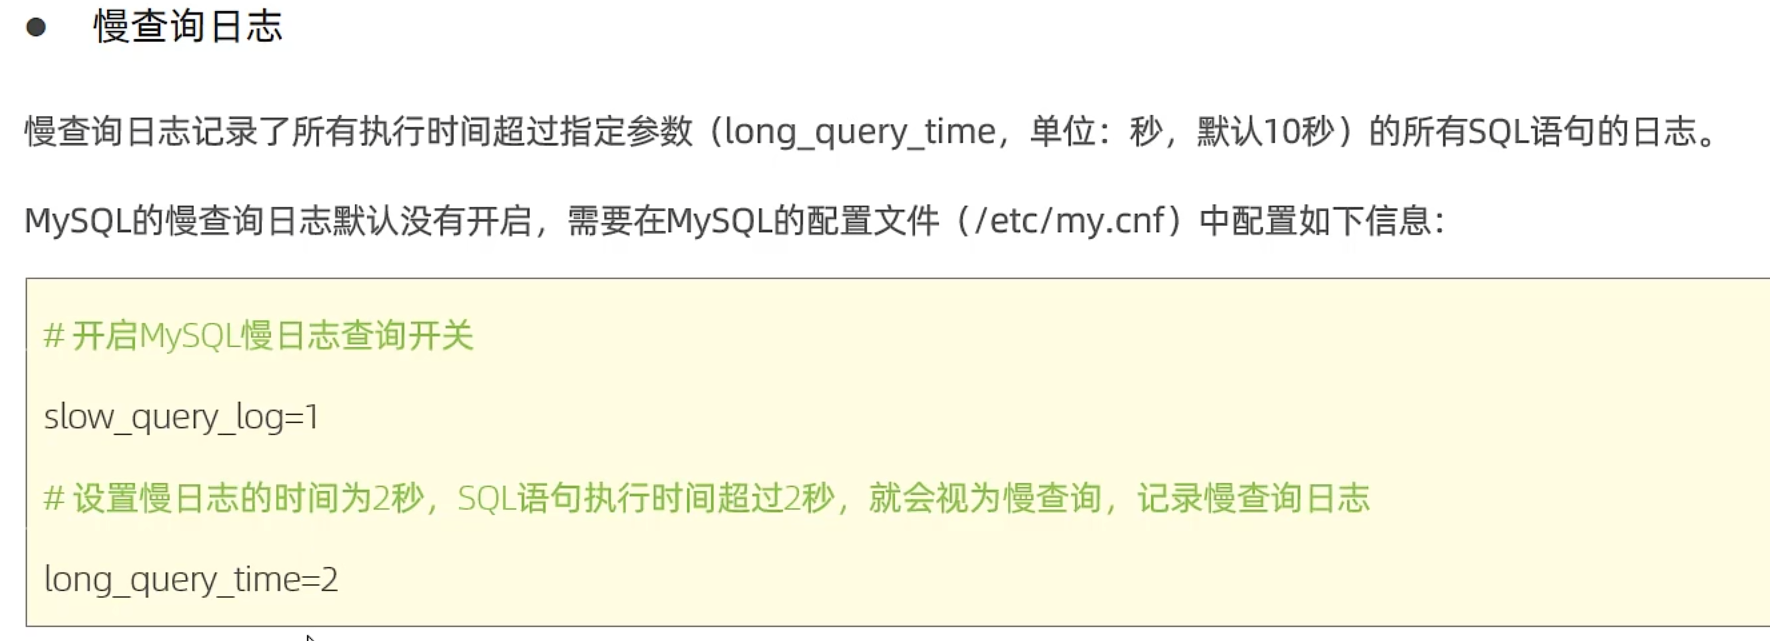 ● 慢查询日志
慢查询日志记录了所有执行时间超过指定参数（long_query_time，单位：秒，默认10秒）的所有SQL语句的日志。
MySQL的慢查询日志默认没有开启，需要在MySQL的配置文件（/etc/my.cnf）中配置如下信息：
# 开启MySQL慢日志查询开关
slow_query_log=1
# 设置慢日志的时间为2秒，SQL语句执行时间超过2秒，就会视为慢查询，记录慢查询日志
long_query_time=2